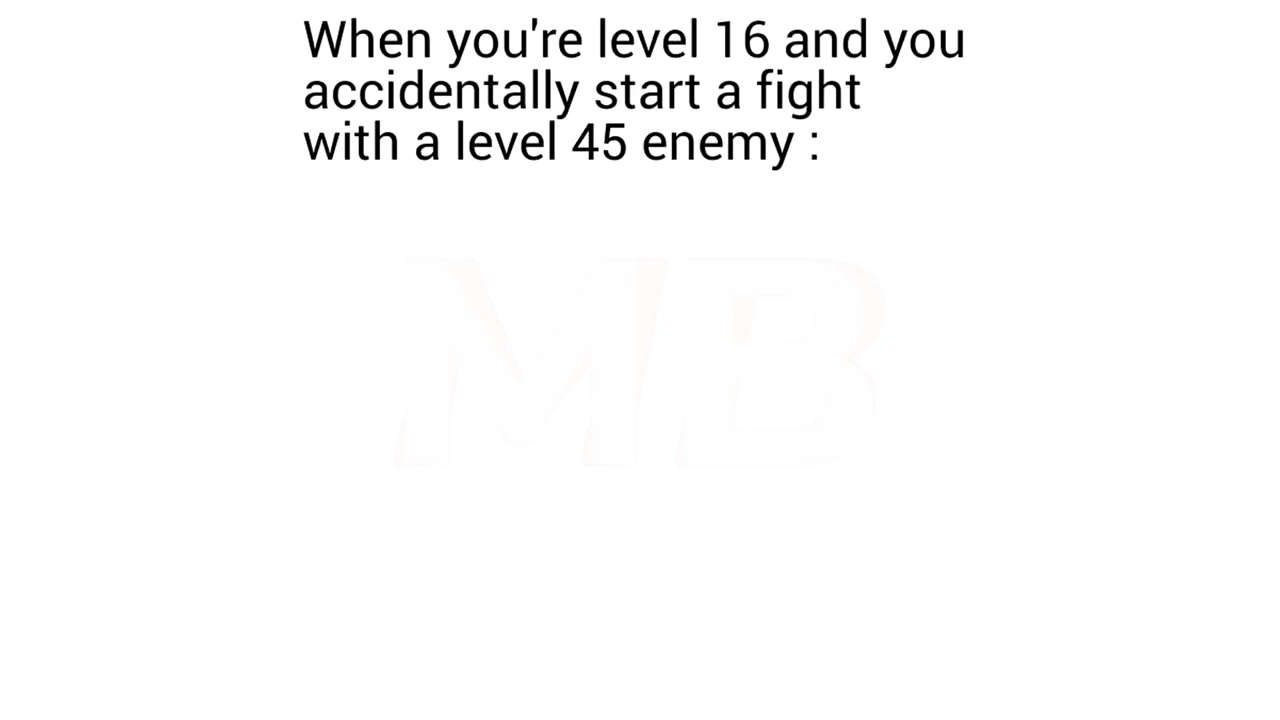 When you're level 16 and you
accidentally start a fight
with a level 45 enemy :
MB